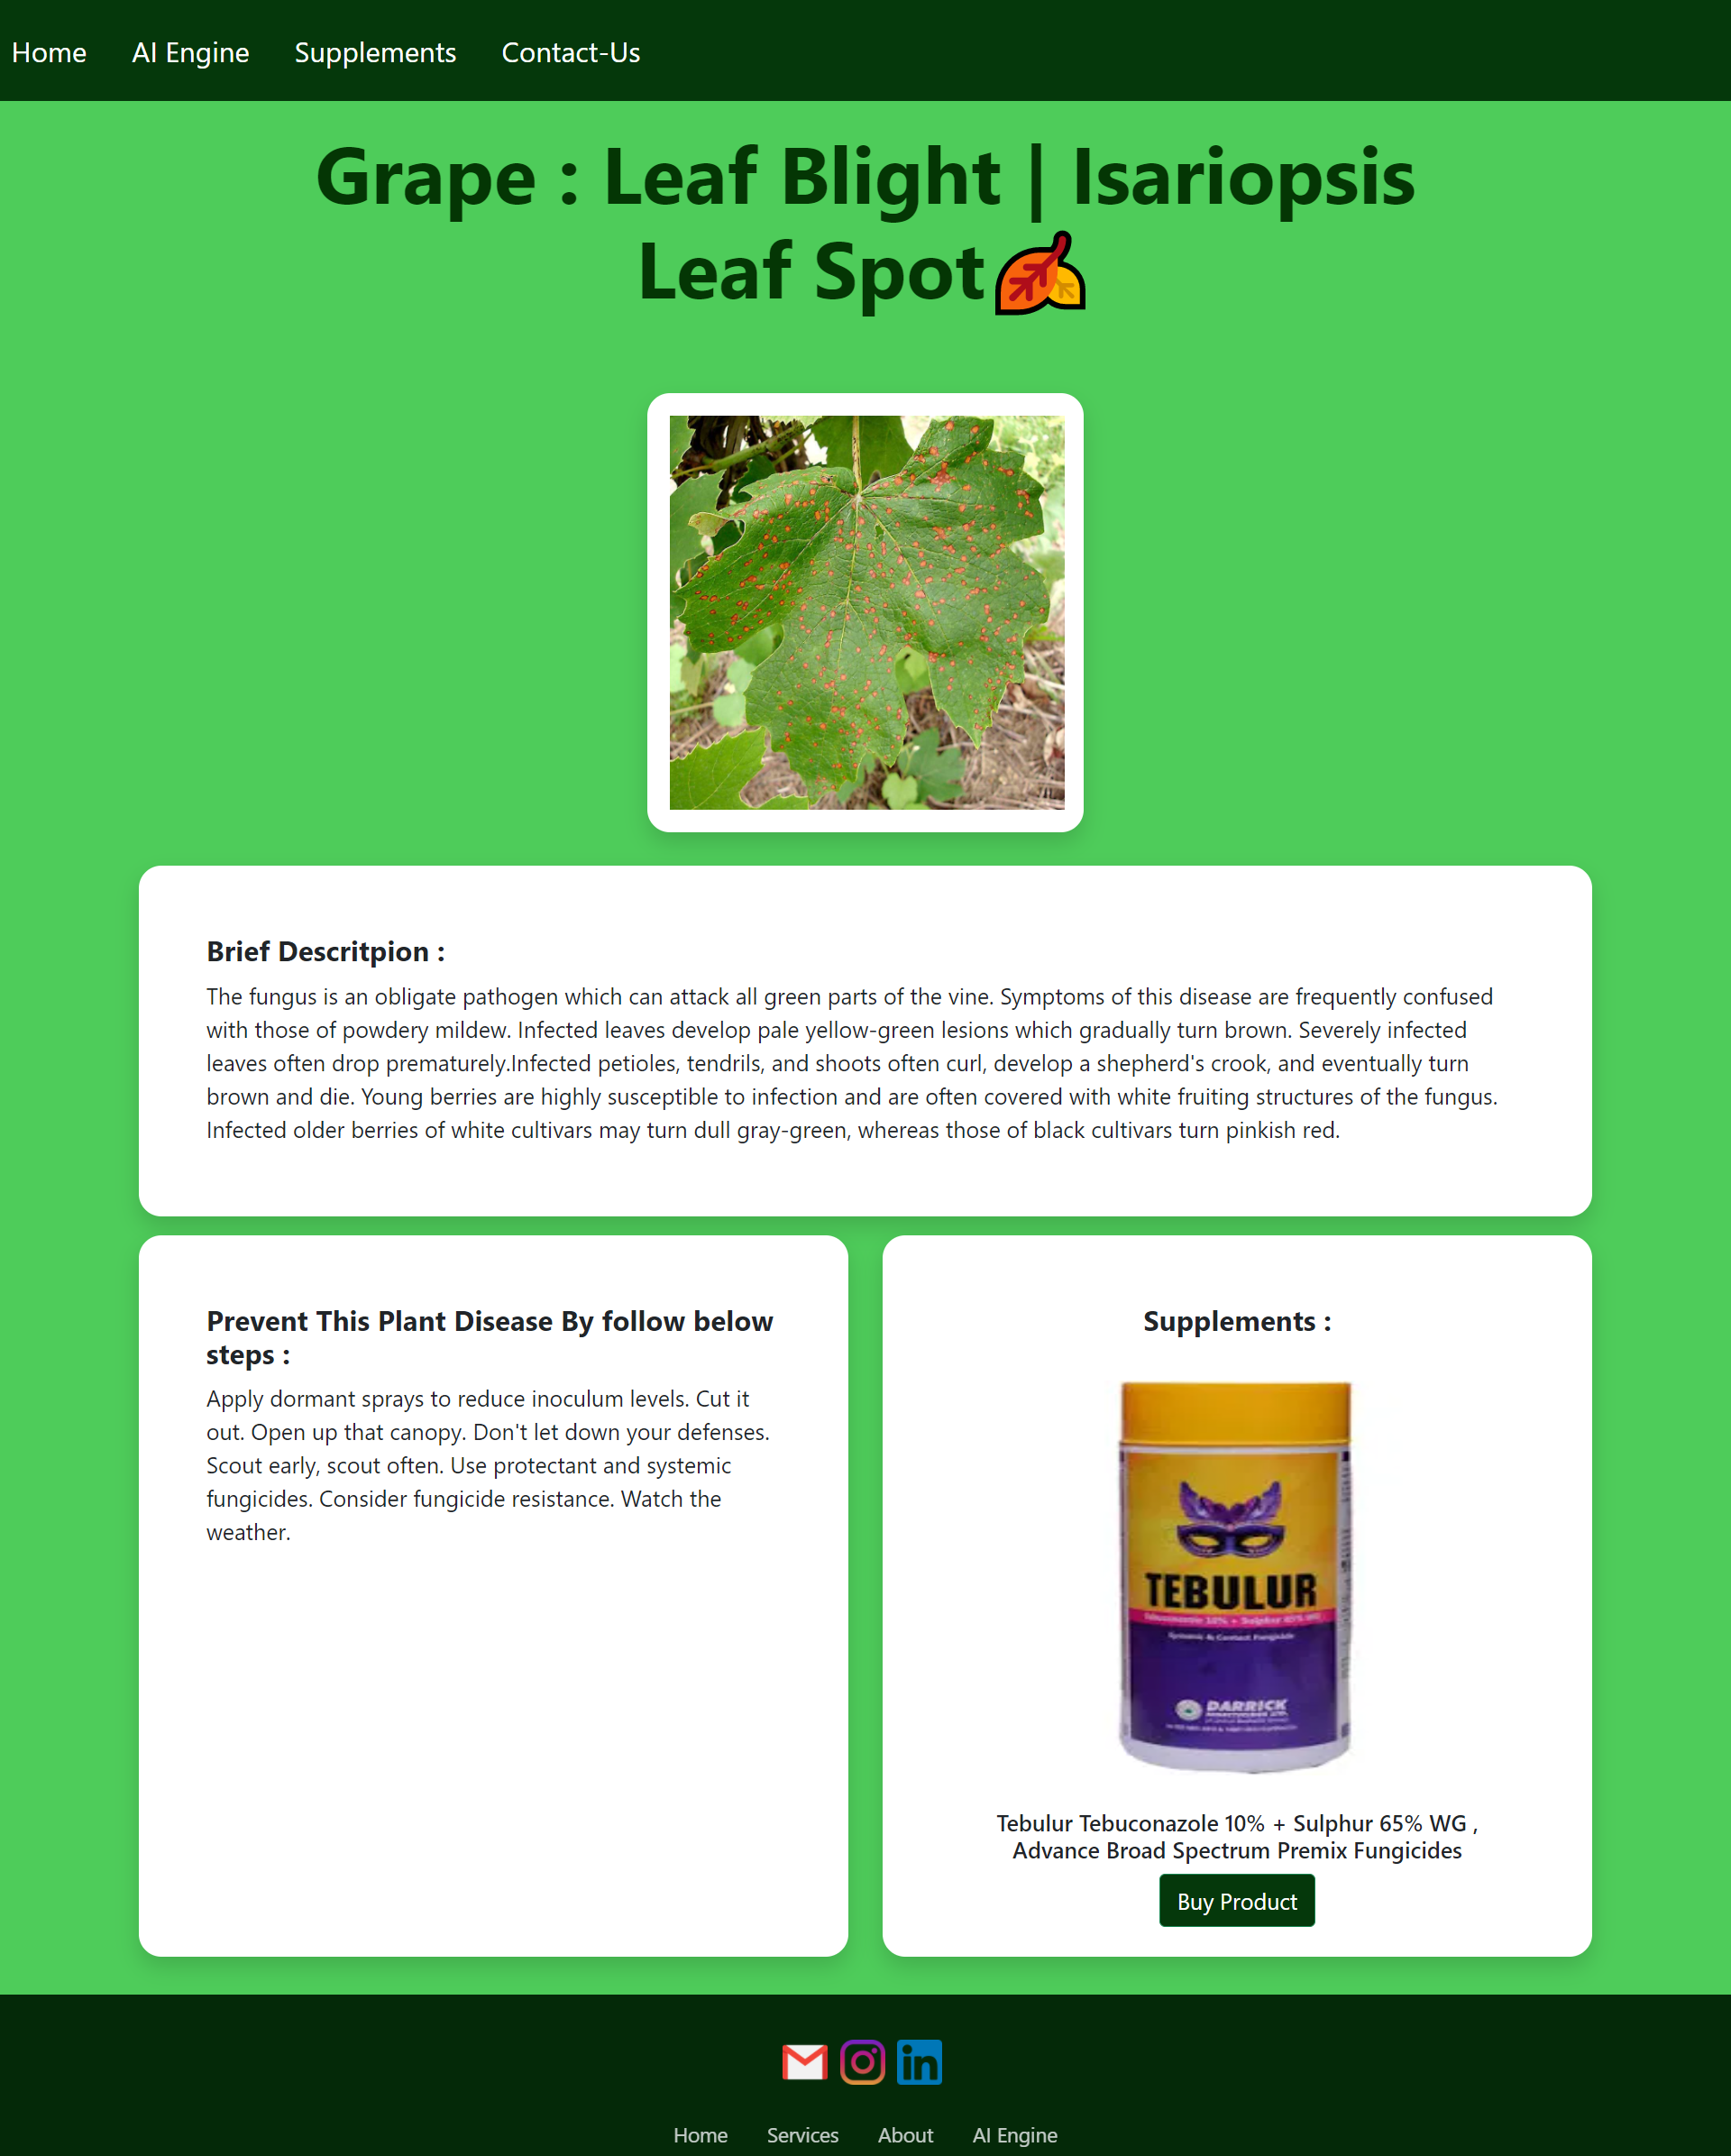 Home AI Engine Supplements Contact-Us
Grape : Leaf Blight | Isariopsis
Leaf Spot
Brief Descritpion :
The fungus is an obligate pathogen which can attack all green parts of the vine. Symptoms of this disease are frequently confused
with those of powdery mildew. Infected leaves develop pale yellow-green lesions which gradually turn brown. Severely infected
leaves often drop prematurely.Infected petioles, tendrils, and shoots often curl, develop a shepherd's crook, and eventually turn
brown and die. Young berries are highly susceptible to infection and are often covered with white fruiting structures of the fungus.
Infected older berries of white cultivars may turn dull gray-green, whereas those of black cultivars turn pinkish red.
Prevent This Plant Disease By follow below
steps :
Apply dormant sprays to reduce inoculum levels. Cut it
out. Open up that canopy. Don't let down your defenses.
Scout early, scout often. Use protectant and systemic
fungicides. Consider fungicide resistance. Watch the
weather.
Supplements :
TEBULUR
Tebuconazole 10% + Sulphur 65% WG
Systemic & Contact Fungicide
DARRICK
Tebulur Tebuconazole 10% + Sulphur 65% WG ,
Advance Broad Spectrum Premix Fungicides
Buy Product
Home Services About AI Engine